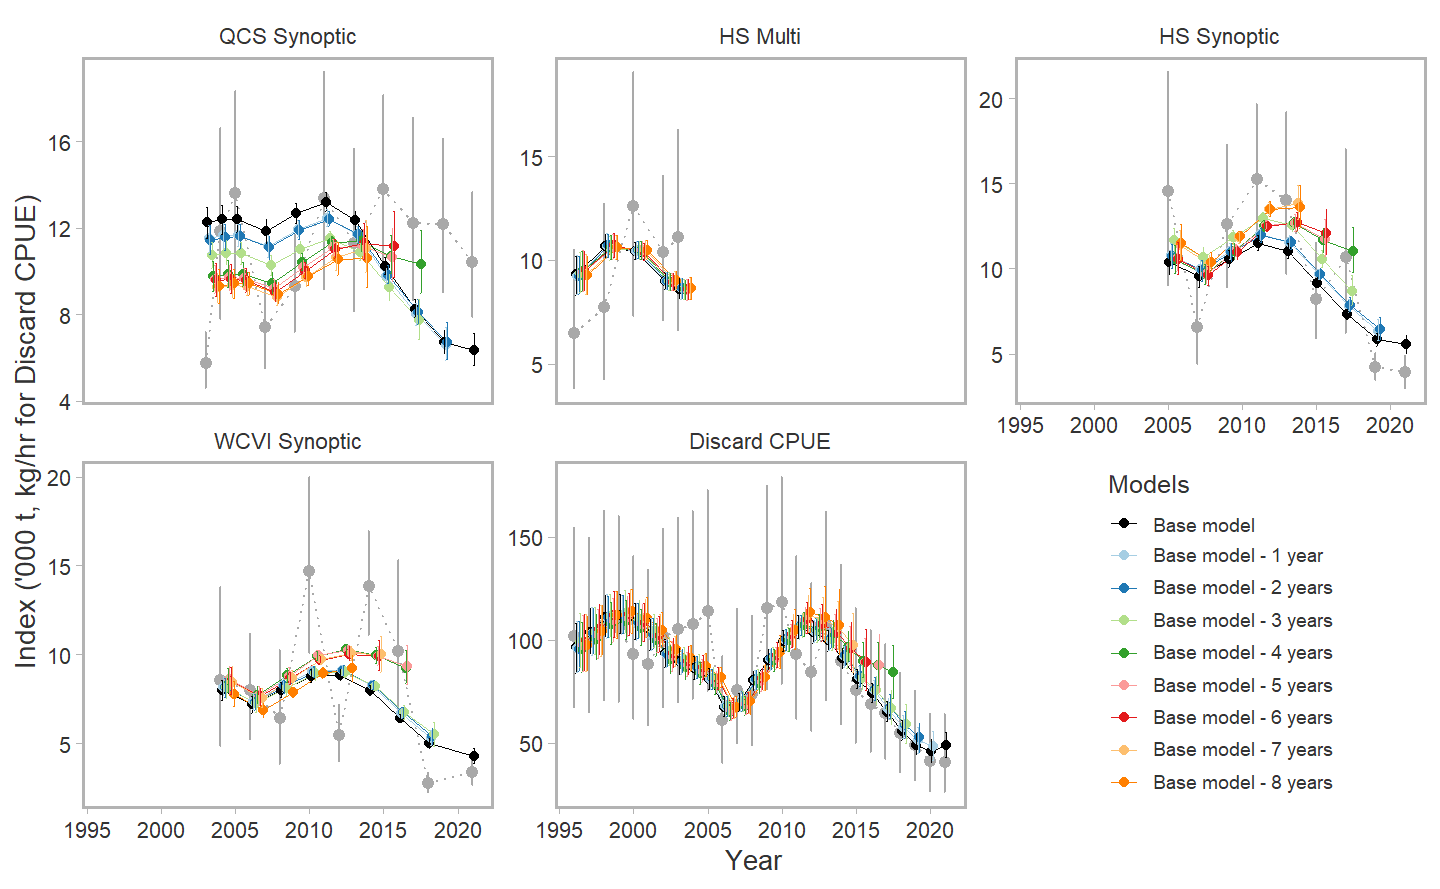 QCS Synoptic
HS Multi
HS Synoptic
16
12
8
4
15
10
5
20
15
10
5
1995 2000 2005 2010 2015 2020
Index ('000 t, kg/hr for Discard CPUE)
WCVI Synoptic
Discard CPUE
20
15
10
5
150
100
50
1995 2000 2005 2010 2015 2020
1995 2000 2005 2010 2015 2020
Year
Models
Base model
Base model - 1 year
Base model - 2 years
Base model - 3 years
Base model - 4 years
Base model - 5 years
Base model - 6 years
Base model - 7 years
Base model - 8 years